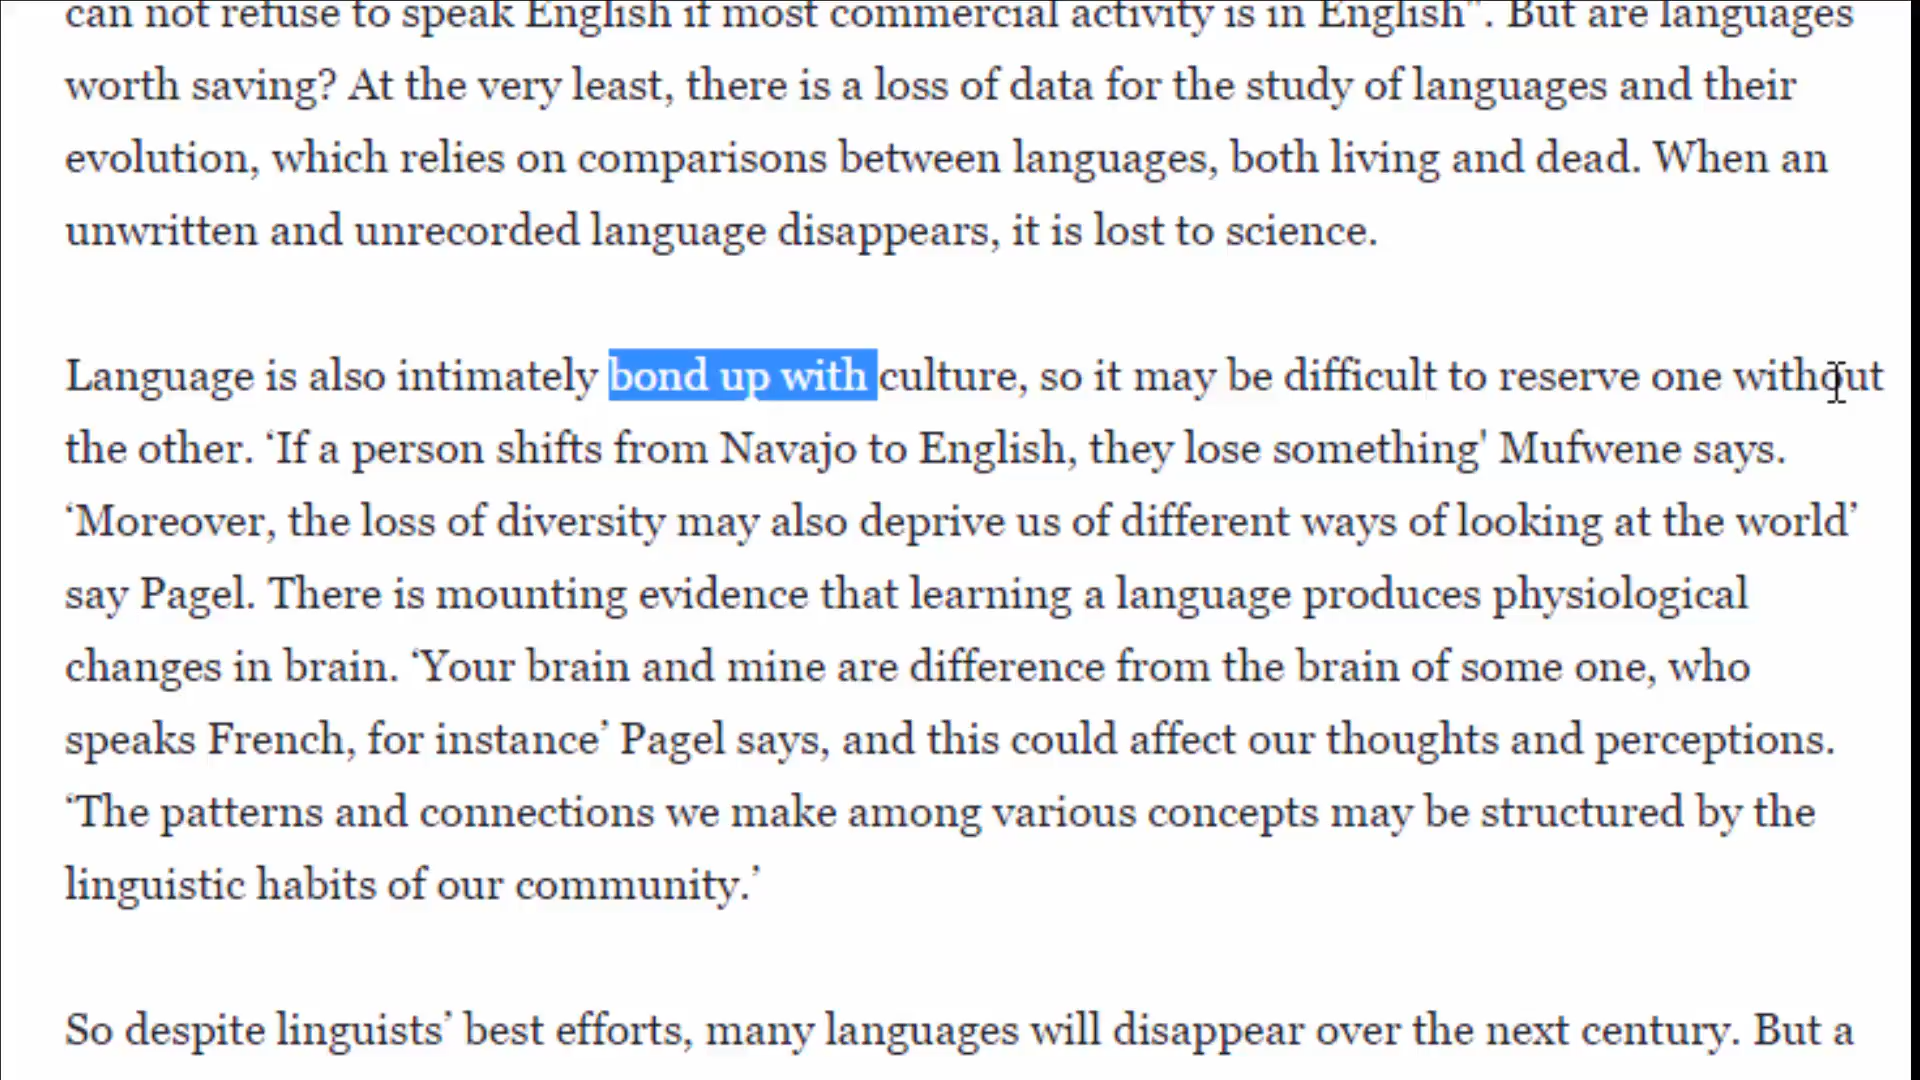 can not refuse to speak English if most commercial activity is in English". But are languages
worth saving? At the very least, there is a loss of data for the study of languages and their
evolution, which relies on comparisons between languages, both living and dead. When an
unwritten and unrecorded language disappears, it is lost to science.
Language is also intimately bond up with culture, so it may be difficult to reserve one without
the other. ‘If a person shifts from Navajo to English, they lose something' Mufwene says.
‘Moreover, the loss of diversity may also deprive us of different ways of looking at the world’
say Pagel. There is mounting evidence that learning a language produces physiological
changes in brain. ‘Your brain and mine are difference from the brain of some one, who
speaks French, for instance’ Pagel says, and this could affect our thoughts and perceptions.
‘The patterns and connections we make among various concepts may be structured by the
linguistic habits of our community.’
So despite linguists’ best efforts, many languages will disappear over the next century. But a